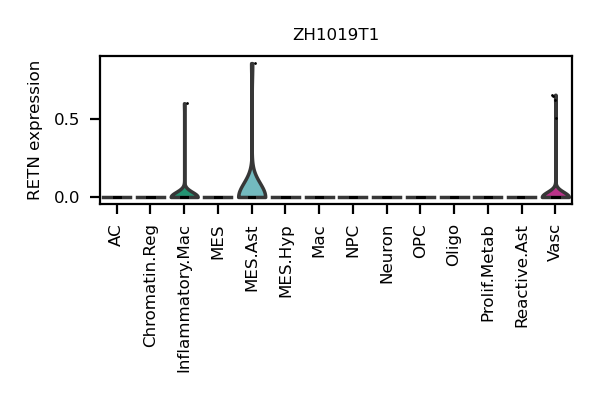 ZH1019T1
RETN expression
0.5
0.0
AC
Chromatin.Reg
Inflammatory.Mac
MES
MES.Ast
MES.Hyp
Mac
NPC
Neuron
OPC
Oligo
Prolif.Metab
Reactive.Ast
Vasc